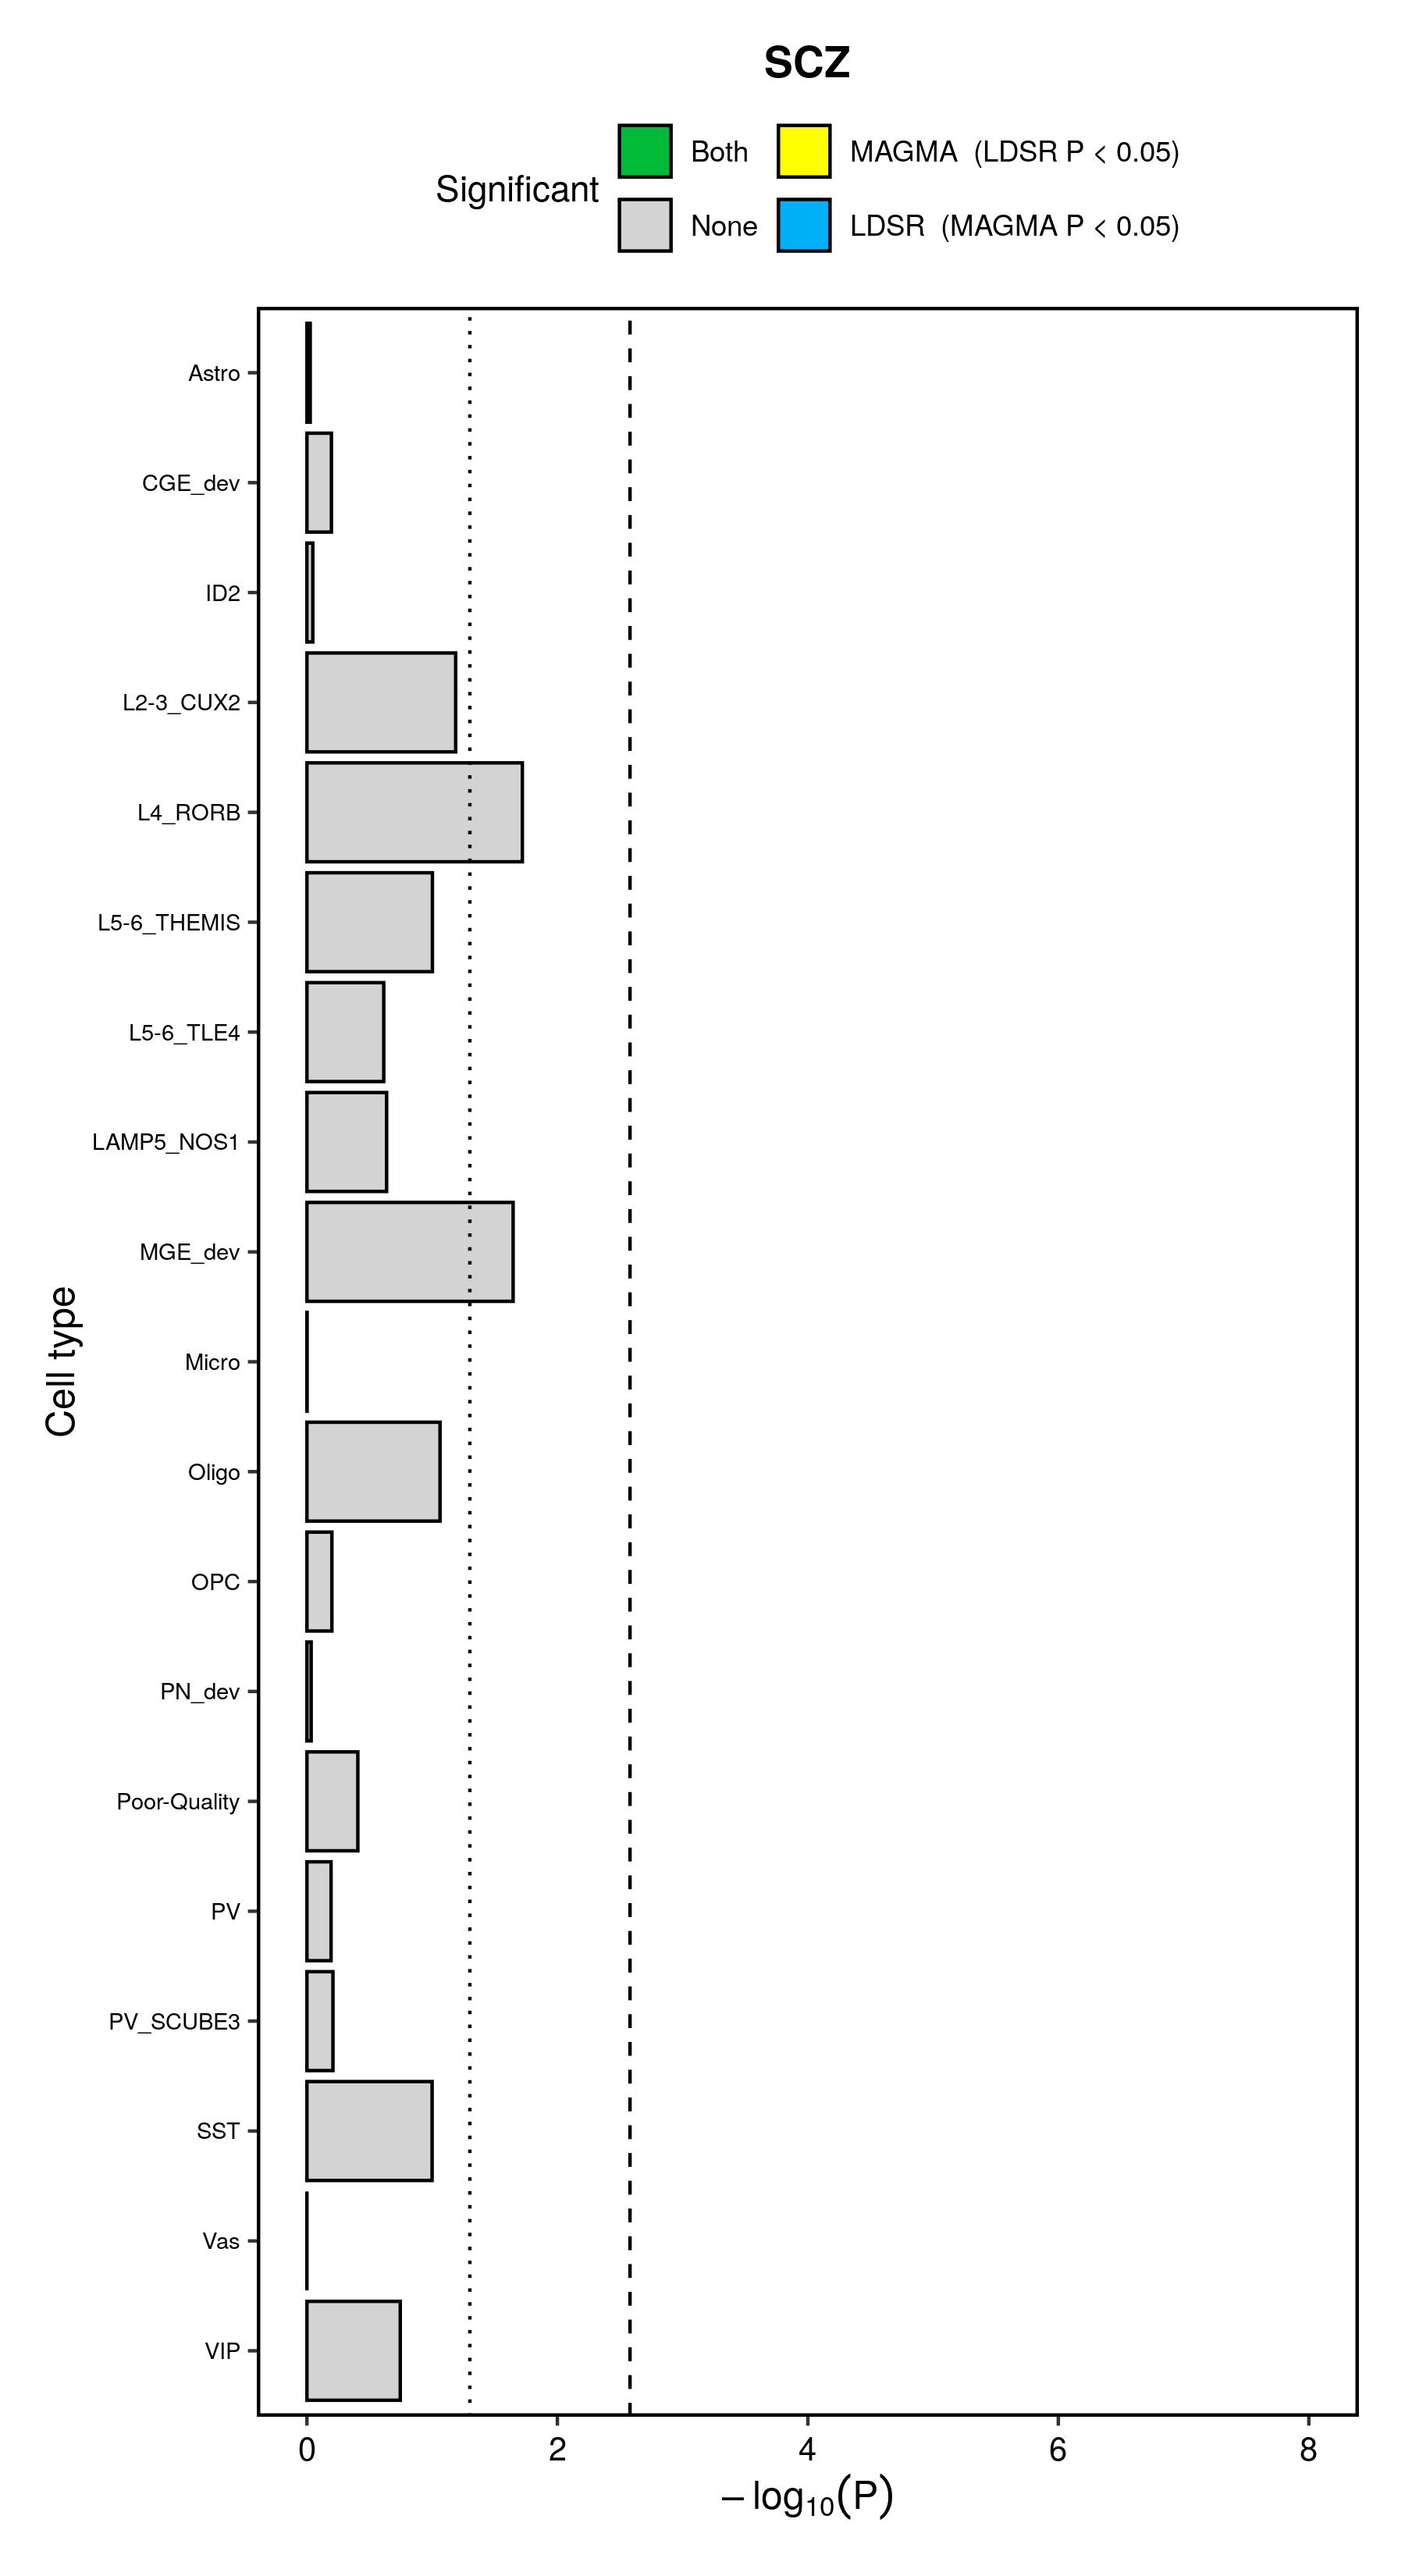 SCZ
Significant
Both
MAGMA  (LDSR P < 0.05)
None
LDSR  (MAGMA P < 0.05)
Astro
CGE_dev
ID2
L2-3_CUX2
L4_RORB
L5-6_THEMIS
L5-6_TLE4
LAMP5_NOS1
MGE_dev
Micro
Oligo
OPC
PN_dev
Poor-Quality
PV
PV_SCUBE3
SST
Vas
VIP
Cell type
0 2 4 6 8
− log₁₀(P)